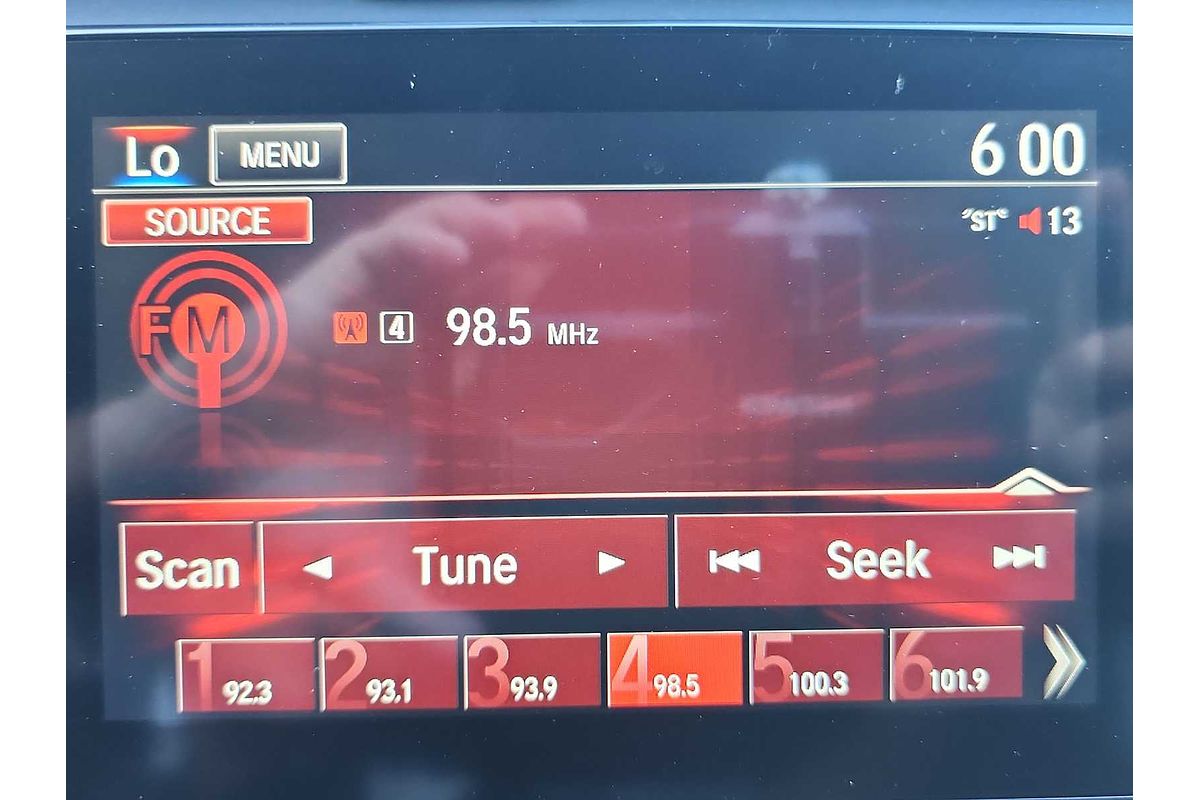 Lo MENU 6 00
SOURCE ST 13
FM 4 98.5 MHz
Scan Tune Seek
1 92.3 2 93.1 3 93.9 4 98.5 5 100.3 6 101.9